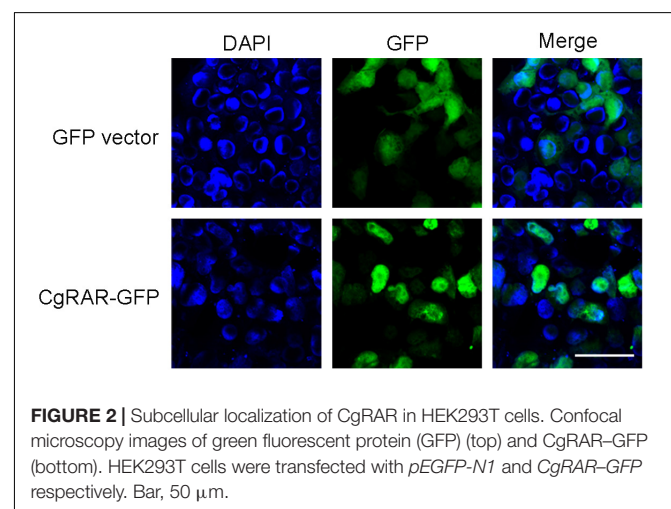 DAPI GFP Merge
GFP vector
CgRAR-GFP
FIGURE 2 | Subcellular localization of CgRAR in HEK293T cells. Confocal
microscopy images of green fluorescent protein (GFP) (top) and CgRAR–GFP
(bottom). HEK293T cells were transfected with pEGFP-N1 and CgRAR–GFP
respectively. Bar, 50 μm.